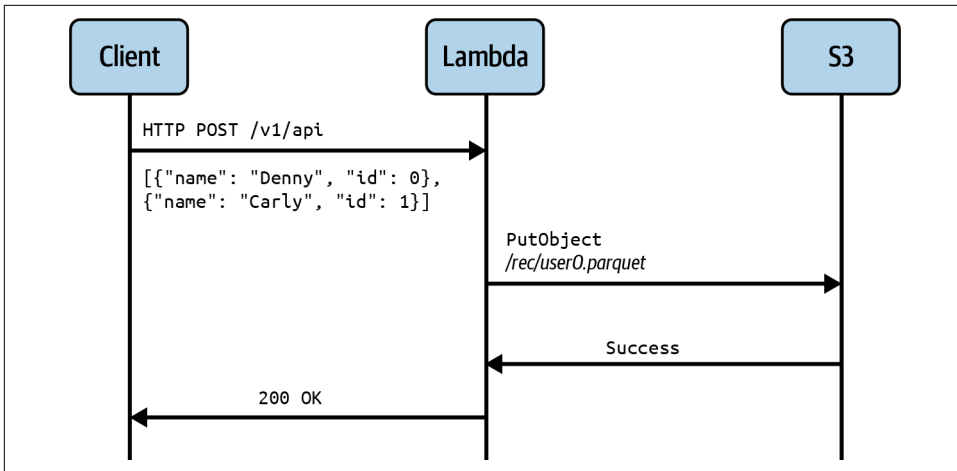 Client
Lambda
S3
HTTP POST /v1/api
[{"name": "Denny", "id": 0},
{"name": "Carly", "id": 1}]
PutObject
/rec/user0.parquet
Success
200 OK